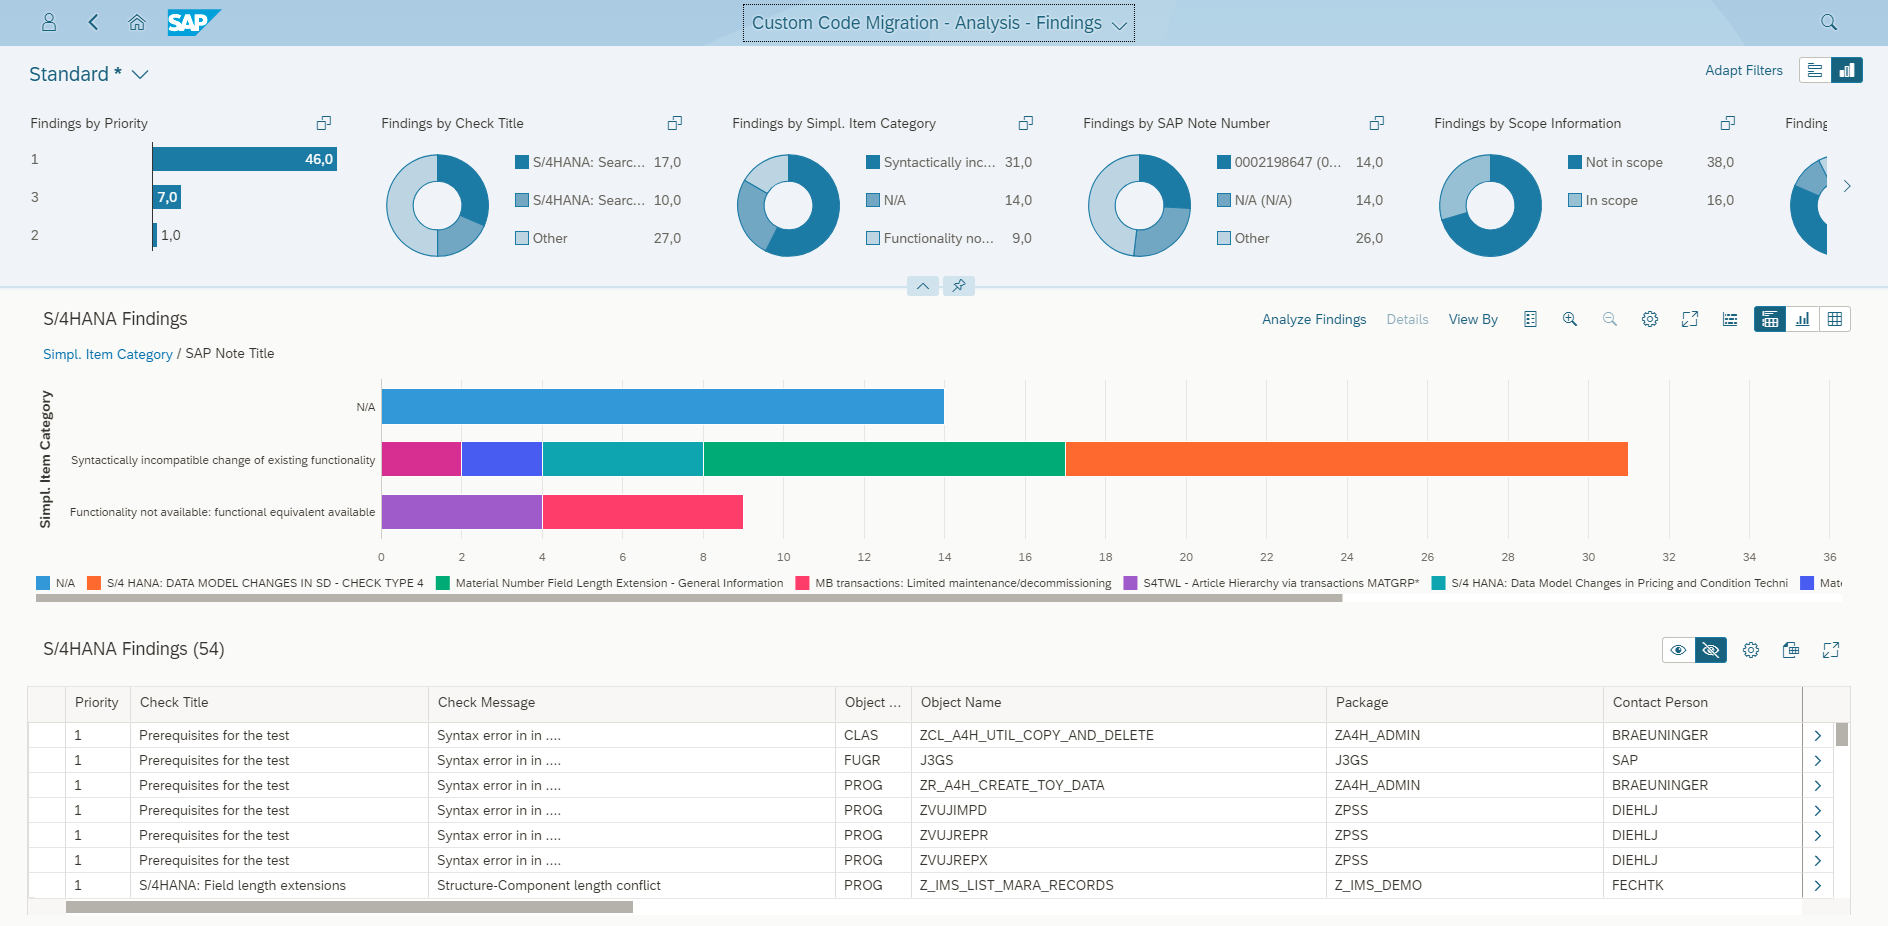 SAP
Custom Code Migration - Analysis - Findings
Standard *
Adapt Filters
Findings by Priority
1 46,0
3 7,0
2 1,0
Findings by Check Title
S/4HANA: Searc... 17,0
S/4HANA: Searc... 10,0
Other 27,0
Findings by Simpl. Item Category
Syntactically inc... 31,0
N/A 14,0
Functionality no... 9,0
Findings by SAP Note Number
0002198647 (0... 14,0
N/A (N/A) 14,0
Other 26,0
Findings by Scope Information
Not in scope 38,0
In scope 16,0
Finding
S/4HANA Findings
Analyze Findings Details View By
Simpl. Item Category / SAP Note Title
Simpl. Item Category
N/A
Syntactically incompatible change of existing functionality
Functionality not available: functional equivalent available
0 2 4 6 8 10 12 14 16 18 20 22 24 26 28 30 32 34 36
N/A S/4 HANA: DATA MODEL CHANGES IN SD - CHECK TYPE 4 Material Number Field Length Extension - General Information MB transactions: Limited maintenance/decommissioning S4TWL - Article Hierarchy via transactions MATGRP* S/4 HANA: Data Model Changes in Pricing and Condition Techni Mat
S/4HANA Findings (54)
Priority Check Title Check Message Object ... Object Name Package Contact Person
1 Prerequisites for the test Syntax error in in .... CLAS ZCL_A4H_UTIL_COPY_AND_DELETE ZA4H_ADMIN BRAEUNINGER
1 Prerequisites for the test Syntax error in in .... FUGR J3GS J3GS SAP
1 Prerequisites for the test Syntax error in in .... PROG ZR_A4H_CREATE_TOY_DATA ZA4H_ADMIN BRAEUNINGER
1 Prerequisites for the test Syntax error in in .... PROG ZVUJIMPD ZPSS DIEHLJ
1 Prerequisites for the test Syntax error in in .... PROG ZVUJREPR ZPSS DIEHLJ
1 Prerequisites for the test Syntax error in in .... PROG ZVUJREPX ZPSS DIEHLJ
1 S/4HANA: Field length extensions Structure-Component length conflict PROG Z_IMS_LIST_MARA_RECORDS Z_IMS_DEMO FECHTK